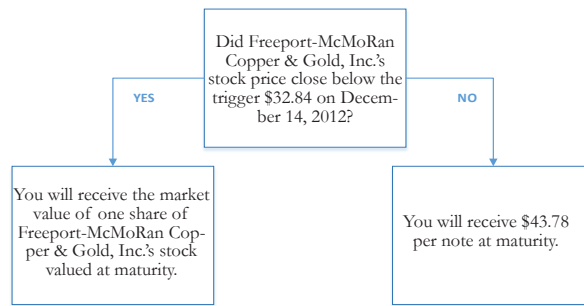 Did Freeport-McMoRan
Copper & Gold, Inc.'s
stock price close below the
trigger $32.84 on Decem-
ber 14, 2012?
YES
NO
You will receive the market
value of one share of
Freeport-McMoRan Cop-
per & Gold, Inc.'s stock
valued at maturity.
You will receive $43.78
per note at maturity.